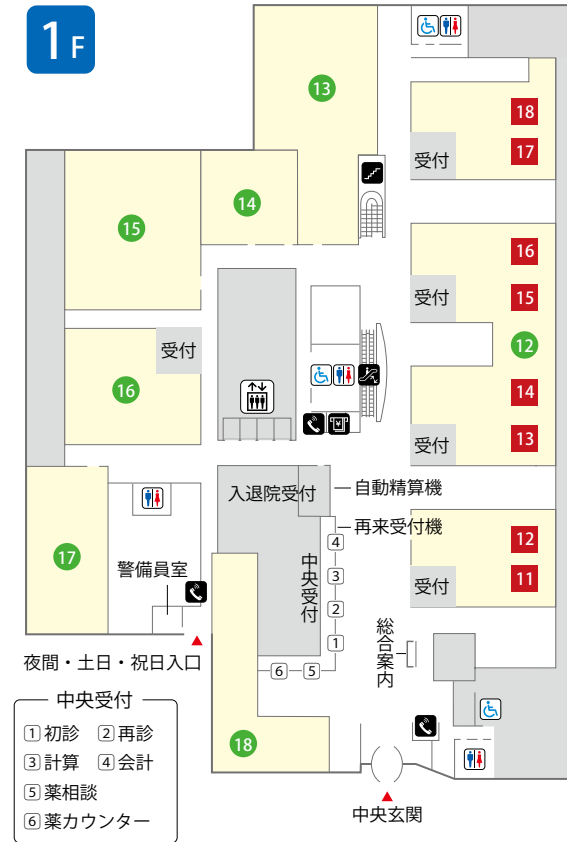 1F
13
18
受付
17
14
15
16
受付
15
12
受付
16
14
受付
13
入退院受付
自動精算機
再来受付機
4
中央受付
3
2
1
6
5
17
警備員室
12
受付
11
総合案内
夜間・土日・祝日入口
18
中央玄関
中央受付
1 初診 2 再診
3 計算 4 会計
5 薬相談
6 薬カウンター